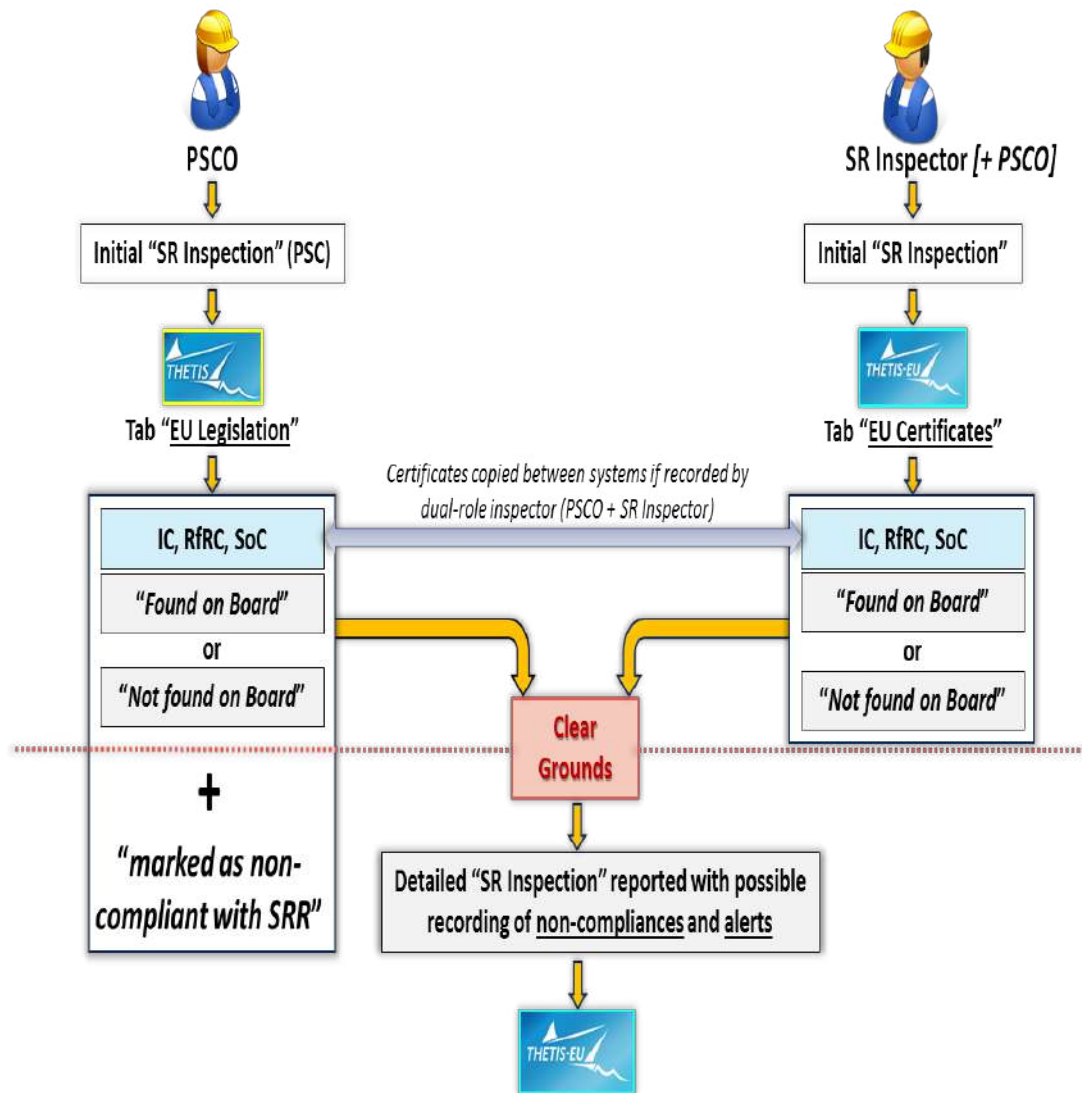 PSCO
SR Inspector [+ PSCO]
Initial “SR Inspection” (PSC)
Initial “SR Inspection”
THETIS
THETIS-EU
Tab “EU Legislation”
Tab “EU Certificates”
Certificates copied between systems if recorded by
dual-role inspector (PSCO + SR Inspector)
IC, RfRC, SoC
“Found on Board”
or
“Not found on Board”
+
“marked as non-
compliant with SRR”
IC, RfRC, SoC
“Found on Board”
or
“Not found on Board”
Clear
Grounds
Detailed “SR Inspection” reported with possible
recording of non-compliances and alerts
THETIS-EU